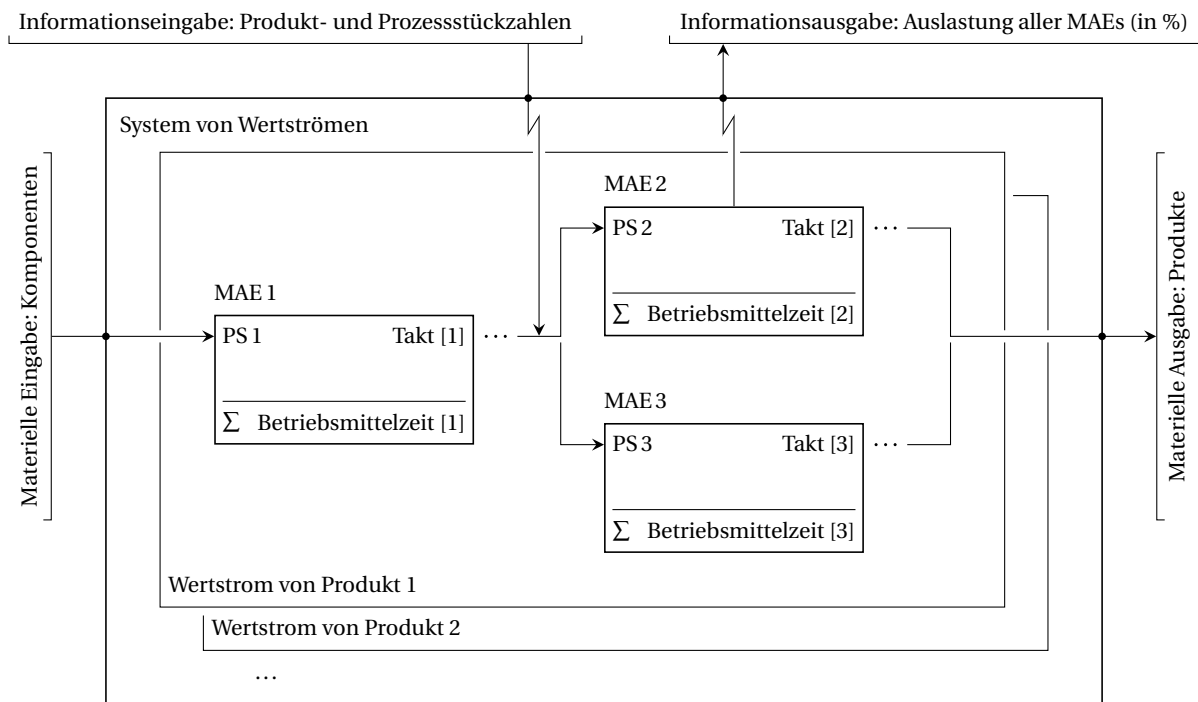 Informationseingabe: Produkt- und Prozessstückzahlen
Informationsausgabe: Auslastung aller MAEs (in %)
System von Wertströmen
Materielle Eingabe: Komponenten
MAE 1
PS 1 Takt [1] ...
∑ Betriebsmittelzeit [1]
MAE 2
PS 2 Takt [2] ...
∑ Betriebsmittelzeit [2]
MAE 3
PS 3 Takt [3] ...
∑ Betriebsmittelzeit [3]
Materielle Ausgabe: Produkte
Wertstrom von Produkt 1
Wertstrom von Produkt 2
...